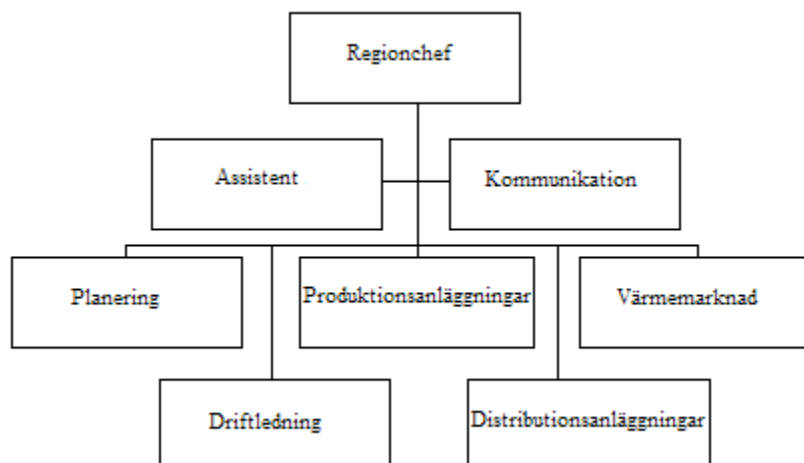 Regionchef
Assistent
Kommunikation
Planering
Produktionsanläggningar
Värmemarknad
Driftledning
Distributionsanläggningar